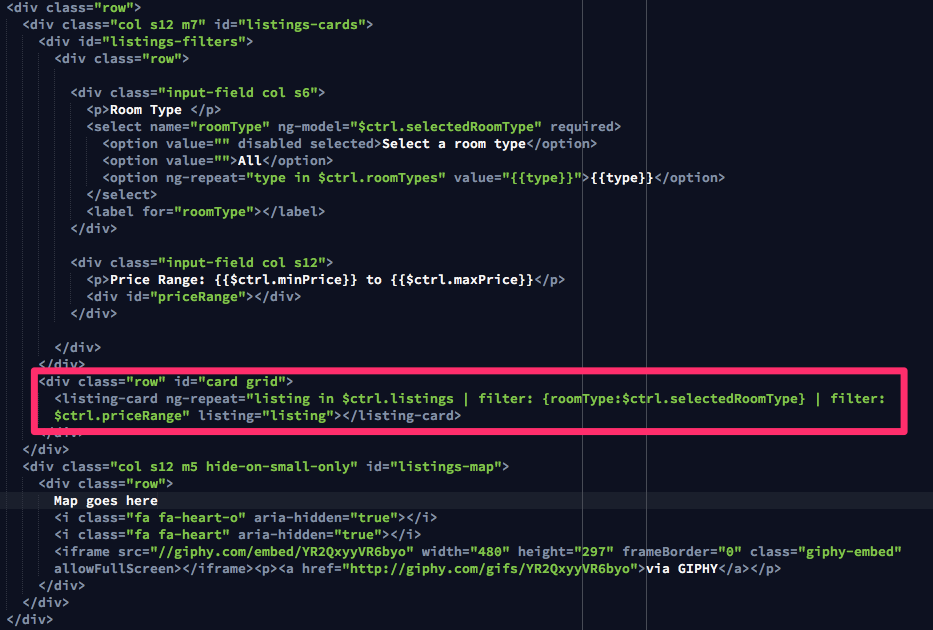 <div class="row">
<div class="col s12 m7" id="listings-cards">
<div id="listings-filters">
<div class="row">
<div class="input-field col s6">
<p>Room Type </p>
<select name="roomType" ng-model="$ctrl.selectedRoomType" required>
<option value="" disabled selected>Select a room type</option>
<option value="">All</option>
<option ng-repeat="type in $ctrl.roomTypes" value="{{type}}">{{type}}</option>
</select>
<label for="roomType"></label>
</div>
<div class="input-field col s12">
<p>Price Range: {{$ctrl.minPrice}} to {{$ctrl.maxPrice}}</p>
<div id="priceRange"></div>
</div>
</div>
</div>
<div class="row" id="card grid">
<listing-card ng-repeat="listing in $ctrl.listings | filter: {roomType:$ctrl.selectedRoomType} | filter:
$ctrl.priceRange" listing="listing"></listing-card>
</div>
</div>
<div class="col s12 m5 hide-on-small-only" id="listings-map">
<div class="row">
Map goes here
<i class="fa fa-heart-o" aria-hidden="true"></i>
<i class="fa fa-heart" aria-hidden="true"></i>
<iframe src="//giphy.com/embed/YR2QxyyVR6byo" width="480" height="297" frameBorder="0" class="giphy-embed"
allowFullScreen></iframe><p><a href="http://giphy.com/gifs/YR2QxyyVR6byo">via GIPHY</a></p>
</div>
</div>
</div>